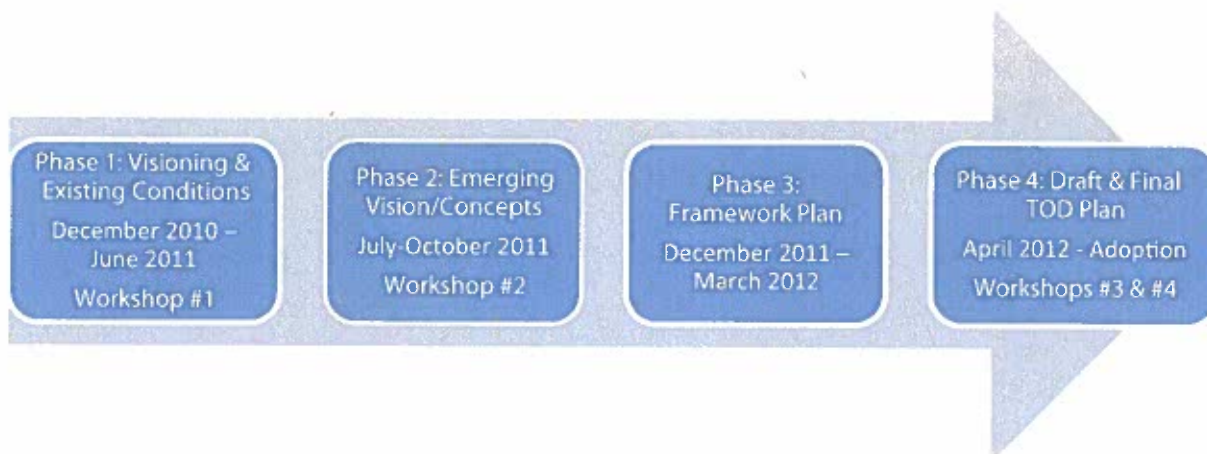 Phase 1: Visioning &
Existing Conditions
December 2010 –
June 2011
Workshop #1
Phase 2: Emerging
Vision/Concepts
July-October 2011
Workshop #2
Phase 3:
Framework Plan
December 2011 –
March 2012
Phase 4: Draft & Final
TOD Plan
April 2012 - Adoption
Workshops #3 & #4